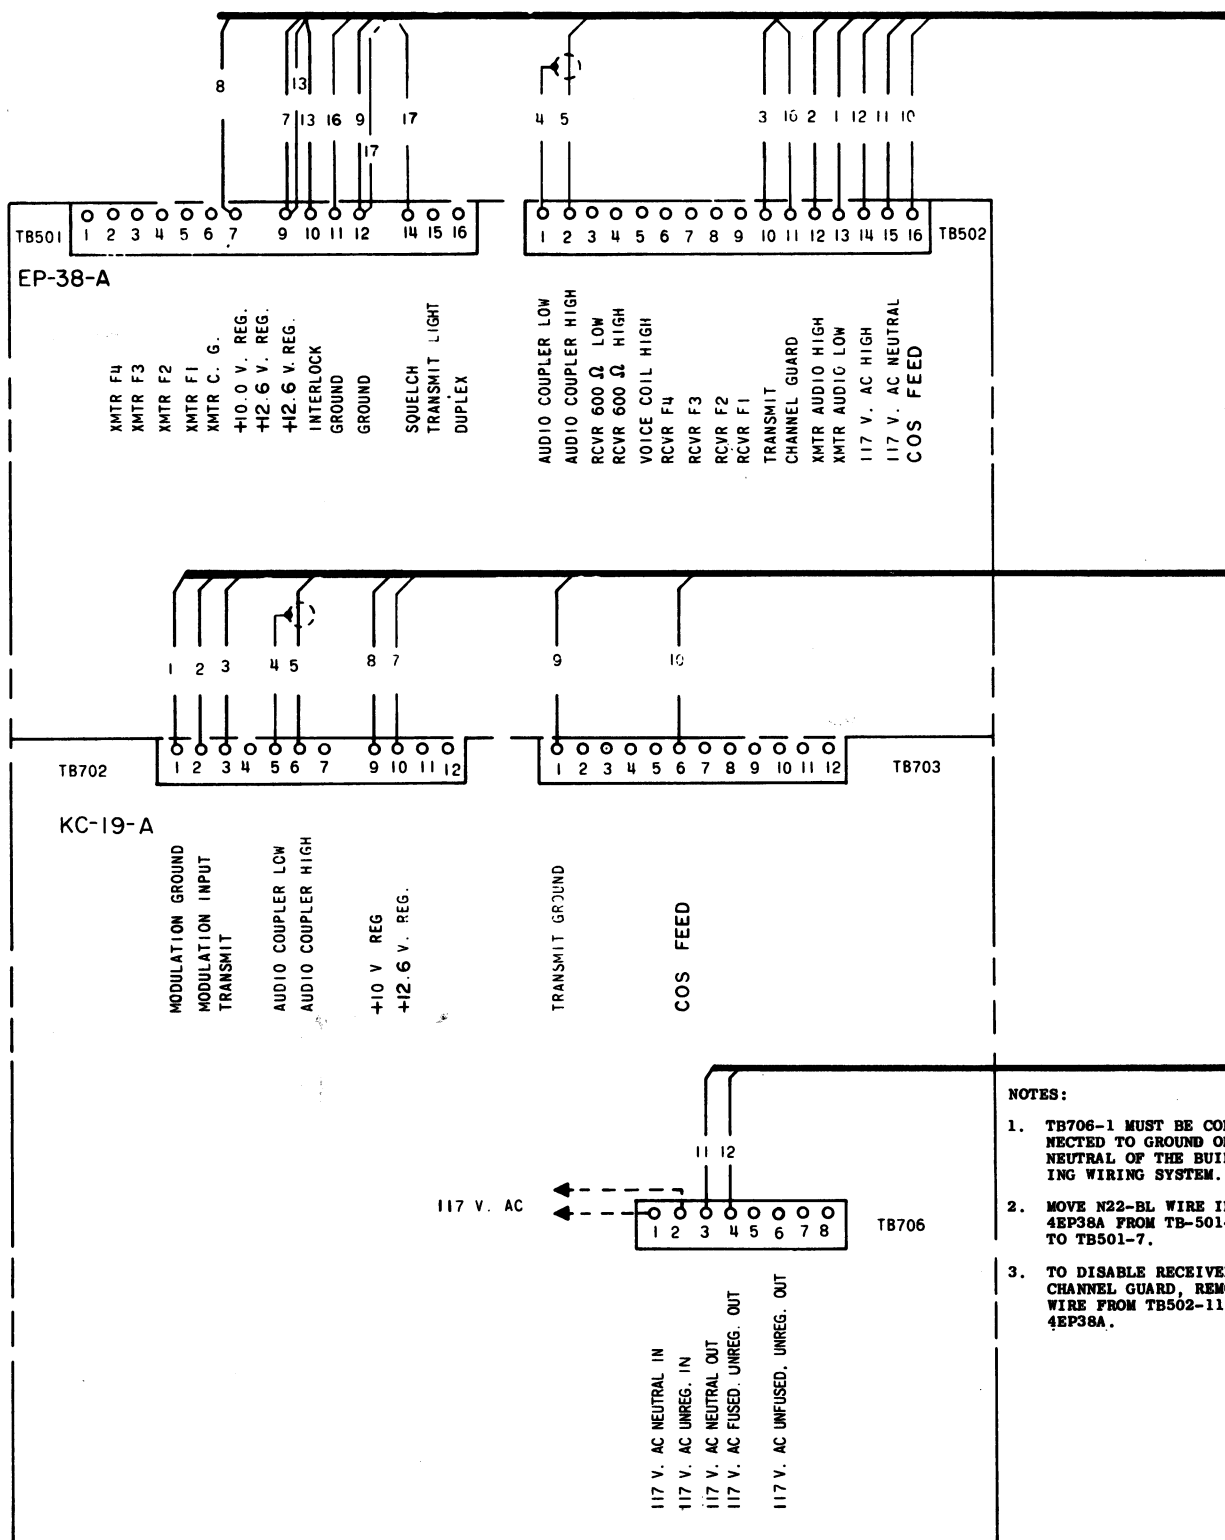 8
13
7 13 16 9 17
17
4 5
3 16 2 1 12 11 10
TB501
1 2 3 4 5 6 7 9 10 11 12 14 15 16
1 2 3 4 5 6 7 8 9 10 11 12 13 14 15 16
TB502
EP-38-A
XMTR F4
XMTR F3
XMTR F2
XMTR F1
XMTR C. G.
+10.0 V. REG.
+12.6 V. REG.
+12.6 V. REG.
INTERLOCK
GROUND
GROUND
SQUELCH
TRANSMIT LIGHT
DUPLEX
AUDIO COUPLER LOW
AUDIO COUPLER HIGH
RCVR 600 Ω LOW
RCVR 600 Ω HIGH
VOICE COIL HIGH
RCVR F4
RCVR F3
RCVR F2
RCVR F1
TRANSMIT
CHANNEL GUARD
XMTR AUDIO HIGH
XMTR AUDIO LOW
117 V. AC HIGH
117 V. AC NEUTRAL
COS FEED
1 2 3 4 5 8 7
9 10
TB702
1 2 3 4 5 6 7 9 10 11 12
1 2 3 4 5 6 7 8 9 10 11 12
TB703
KC-19-A
MODULATION GROUND
MODULATION INPUT
TRANSMIT
AUDIO COUPLER LOW
AUDIO COUPLER HIGH
+10 V REG
+12.6 V. REG.
TRANSMIT GROUND
COS FEED
11 12
117 V. AC
1 2 3 4 5 6 7 8
TB706
117 V. AC NEUTRAL IN
117 V. AC UNREG. IN
117 V. AC NEUTRAL OUT
117 V. AC FUSED. UNREG. OUT
117 V. AC UNFUSED. UNREG. OUT
NOTES:
1. TB706-1 MUST BE CON
NECTED TO GROUND O
NEUTRAL OF THE BUI
ING WIRING SYSTEM.
2. MOVE N22-BL WIRE I
4EP38A FROM TB-501-
TO TB501-7.
3. TO DISABLE RECEIVE
CHANNEL GUARD, REM
WIRE FROM TB502-11
4EP38A.